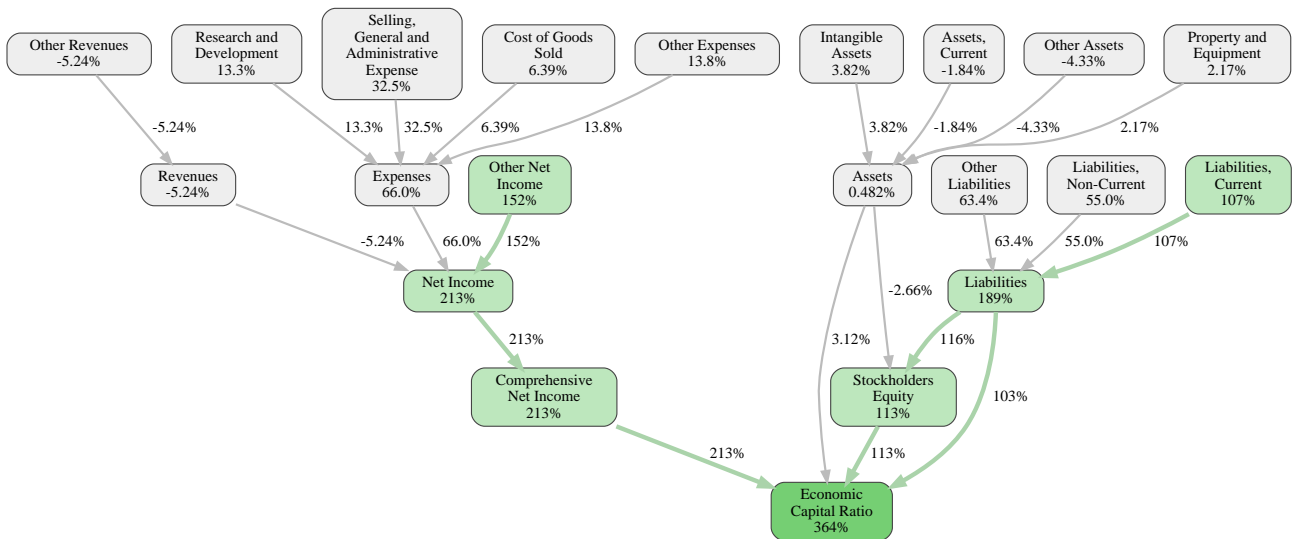 Other Revenues
-5.24%
Research and
Development
13.3%
Selling,
General and
Administrative
Expense
32.5%
Cost of Goods
Sold
6.39%
Other Expenses
13.8%
Intangible
Assets
3.82%
Assets,
Current
-1.84%
Other Assets
-4.33%
Property and
Equipment
2.17%
-5.24%
13.3%
32.5%
6.39%
13.8%
3.82%
-1.84%
-4.33%
2.17%
Revenues
-5.24%
Expenses
66.0%
Other Net
Income
152%
Assets
0.482%
Other
Liabilities
63.4%
Liabilities,
Non-Current
55.0%
Liabilities,
Current
107%
-5.24%
66.0%
152%
63.4%
55.0%
107%
Net Income
213%
-2.66%
Liabilities
189%
213%
3.12%
116%
Comprehensive
Net Income
213%
Stockholders
Equity
113%
103%
213%
113%
Economic
Capital Ratio
364%